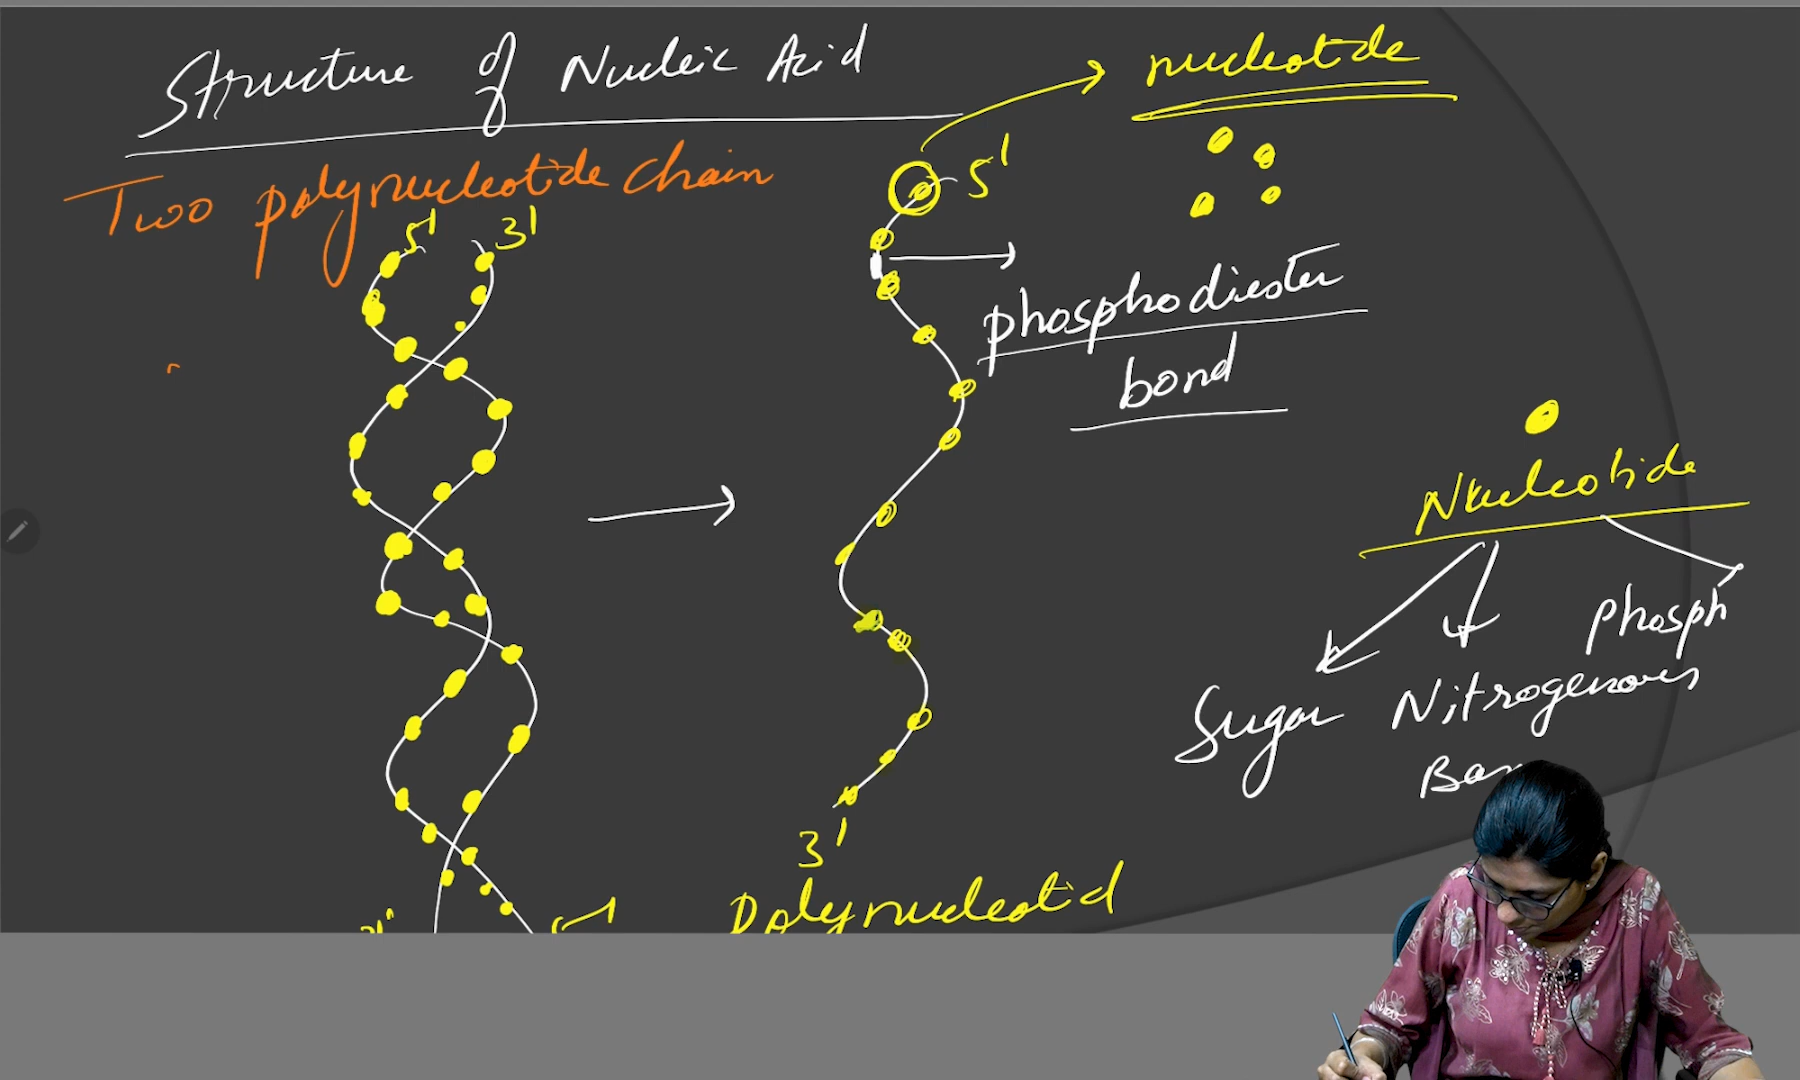 Structure of Nucleic Acid
Two polynucleotide chain
5' 3'
nucleotide
5'
phosphodiester
bond
Nucleotide
Sugar Nitrogenous Phosph
3'
Polynucleotid